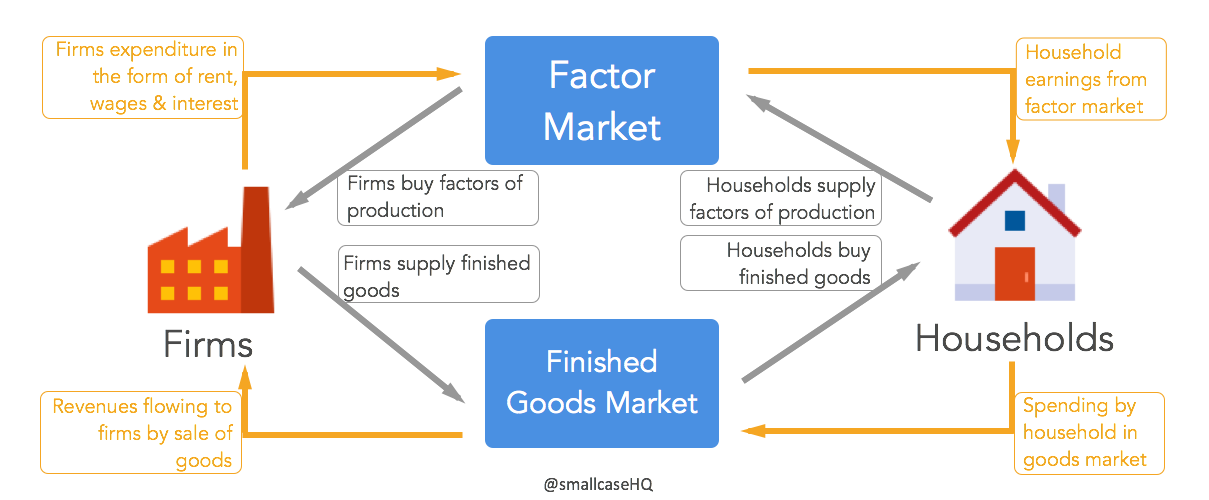 Firms expenditure in
the form of rent,
wages & interest
Factor
Market
Household
earnings from
factor market
Firms buy factors of
production
Households supply
factors of production
Firms supply finished
goods
Households buy
finished goods
Firms
Households
Finished
Goods Market
Revenues flowing to
firms by sale of
goods
Spending by
household in
goods market
@smallcaseHQ